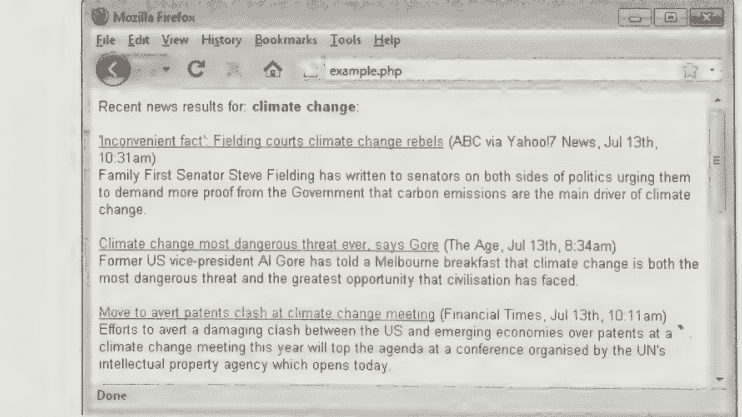 Mozilla Firefox
File Edit View History Bookmarks Tools Help
example.php
Recent news results for: climate change:
'Inconvenient fact': Fielding courts climate change rebels (ABC via Yahoo!7 News, Jul 13th,
10:31am)
Family First Senator Steve Fielding has written to senators on both sides of politics urging them
to demand more proof from the Government that carbon emissions are the main driver of climate
change.
Climate change most dangerous threat ever, says Gore (The Age, Jul 13th, 8:34am)
Former US vice-president Al Gore has told a Melbourne breakfast that climate change is both the
most dangerous threat and the greatest opportunity that civilisation has faced.
Move to avert patents clash at climate change meeting (Financial Times, Jul 13th, 10:11am)
Efforts to avert a damaging clash between the US and emerging economies over patents at a
climate change meeting this year will top the agenda at a conference organised by the UN's
intellectual property agency which opens today.
Done